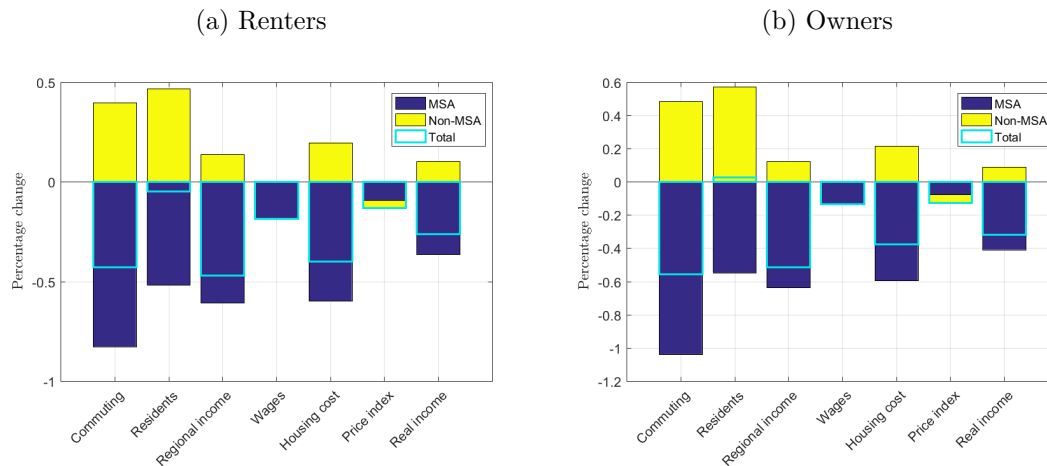 (a) Renters
(b) Owners
0.5
0
-0.5
-1
Percentage change
MSA
Non-MSA
Total
Commuting
Residents
Regional income
Wages
Housing cost
Price index
Real income
0.6
0.4
0.2
0
-0.2
-0.4
-0.6
-0.8
-1
-1.2
Percentage change
MSA
Non-MSA
Total
Commuting
Residents
Regional income
Wages
Housing cost
Price index
Real income